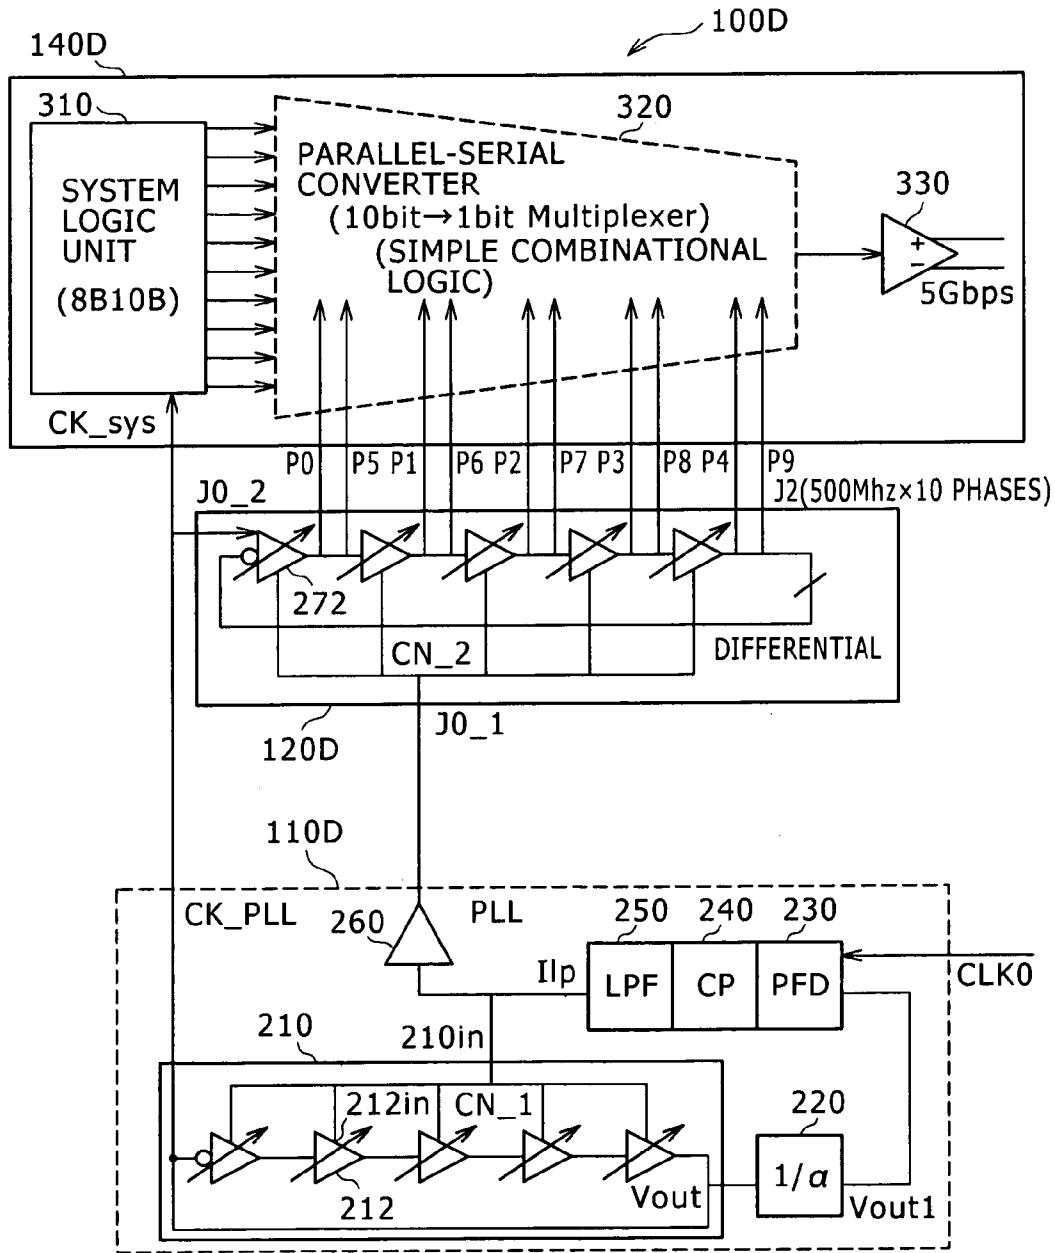 100D
140D
310
320
SYSTEM
LOGIC
UNIT
(8B10B)
PARALLEL-SERIAL
CONVERTER
(10bit→1bit Multiplexer)
(SIMPLE COMBINATIONAL
LOGIC)
330
+
−
5Gbps
CK_sys
P0 P5 P1 P6 P2 P7 P3 P8 P4 P9
J0_2
J2(500Mhz×10 PHASES)
272
CN_2
DIFFERENTIAL
J0_1
120D
110D
CK_PLL
260
PLL
250 240 230
Ilp
LPF CP PFD
CLK0
210
210in
212in
CN_1
220
1/α
212
Vout
Vout1